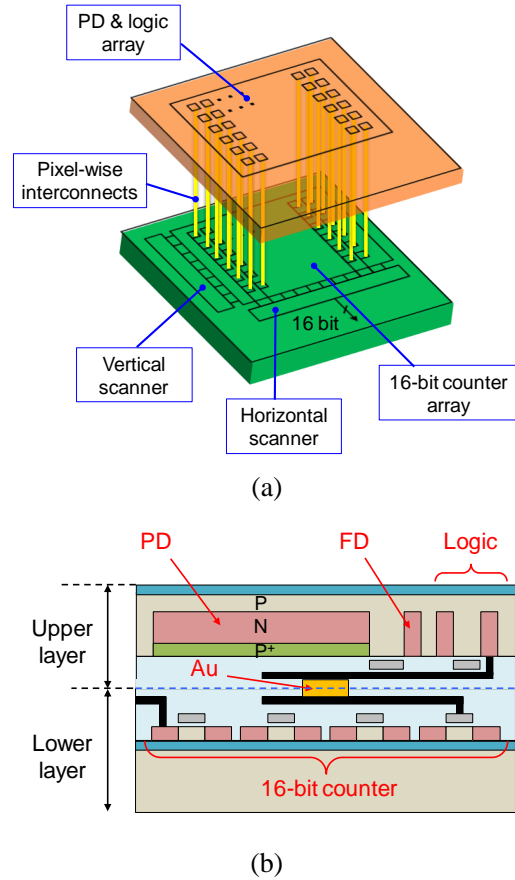 PD & logic
array
Pixel-wise
interconnects
16 bit
Vertical
scanner
Horizontal
scanner
16-bit counter
array
(a)
PD
FD
Logic
P
N
P+
Au
Upper
layer
Lower
layer
16-bit counter
(b)